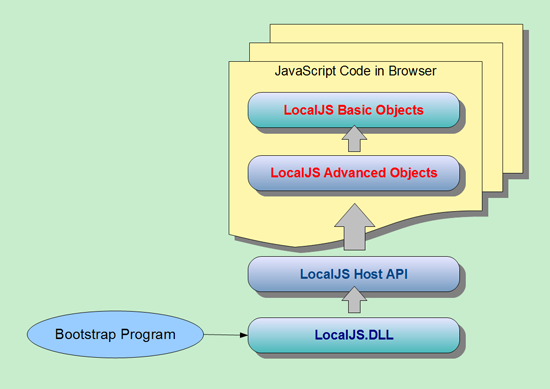 JavaScript Code in Browser
LocalJS Basic Objects
LocalJS Advanced Objects
LocalJS Host API
Bootstrap Program
LocalJS.DLL